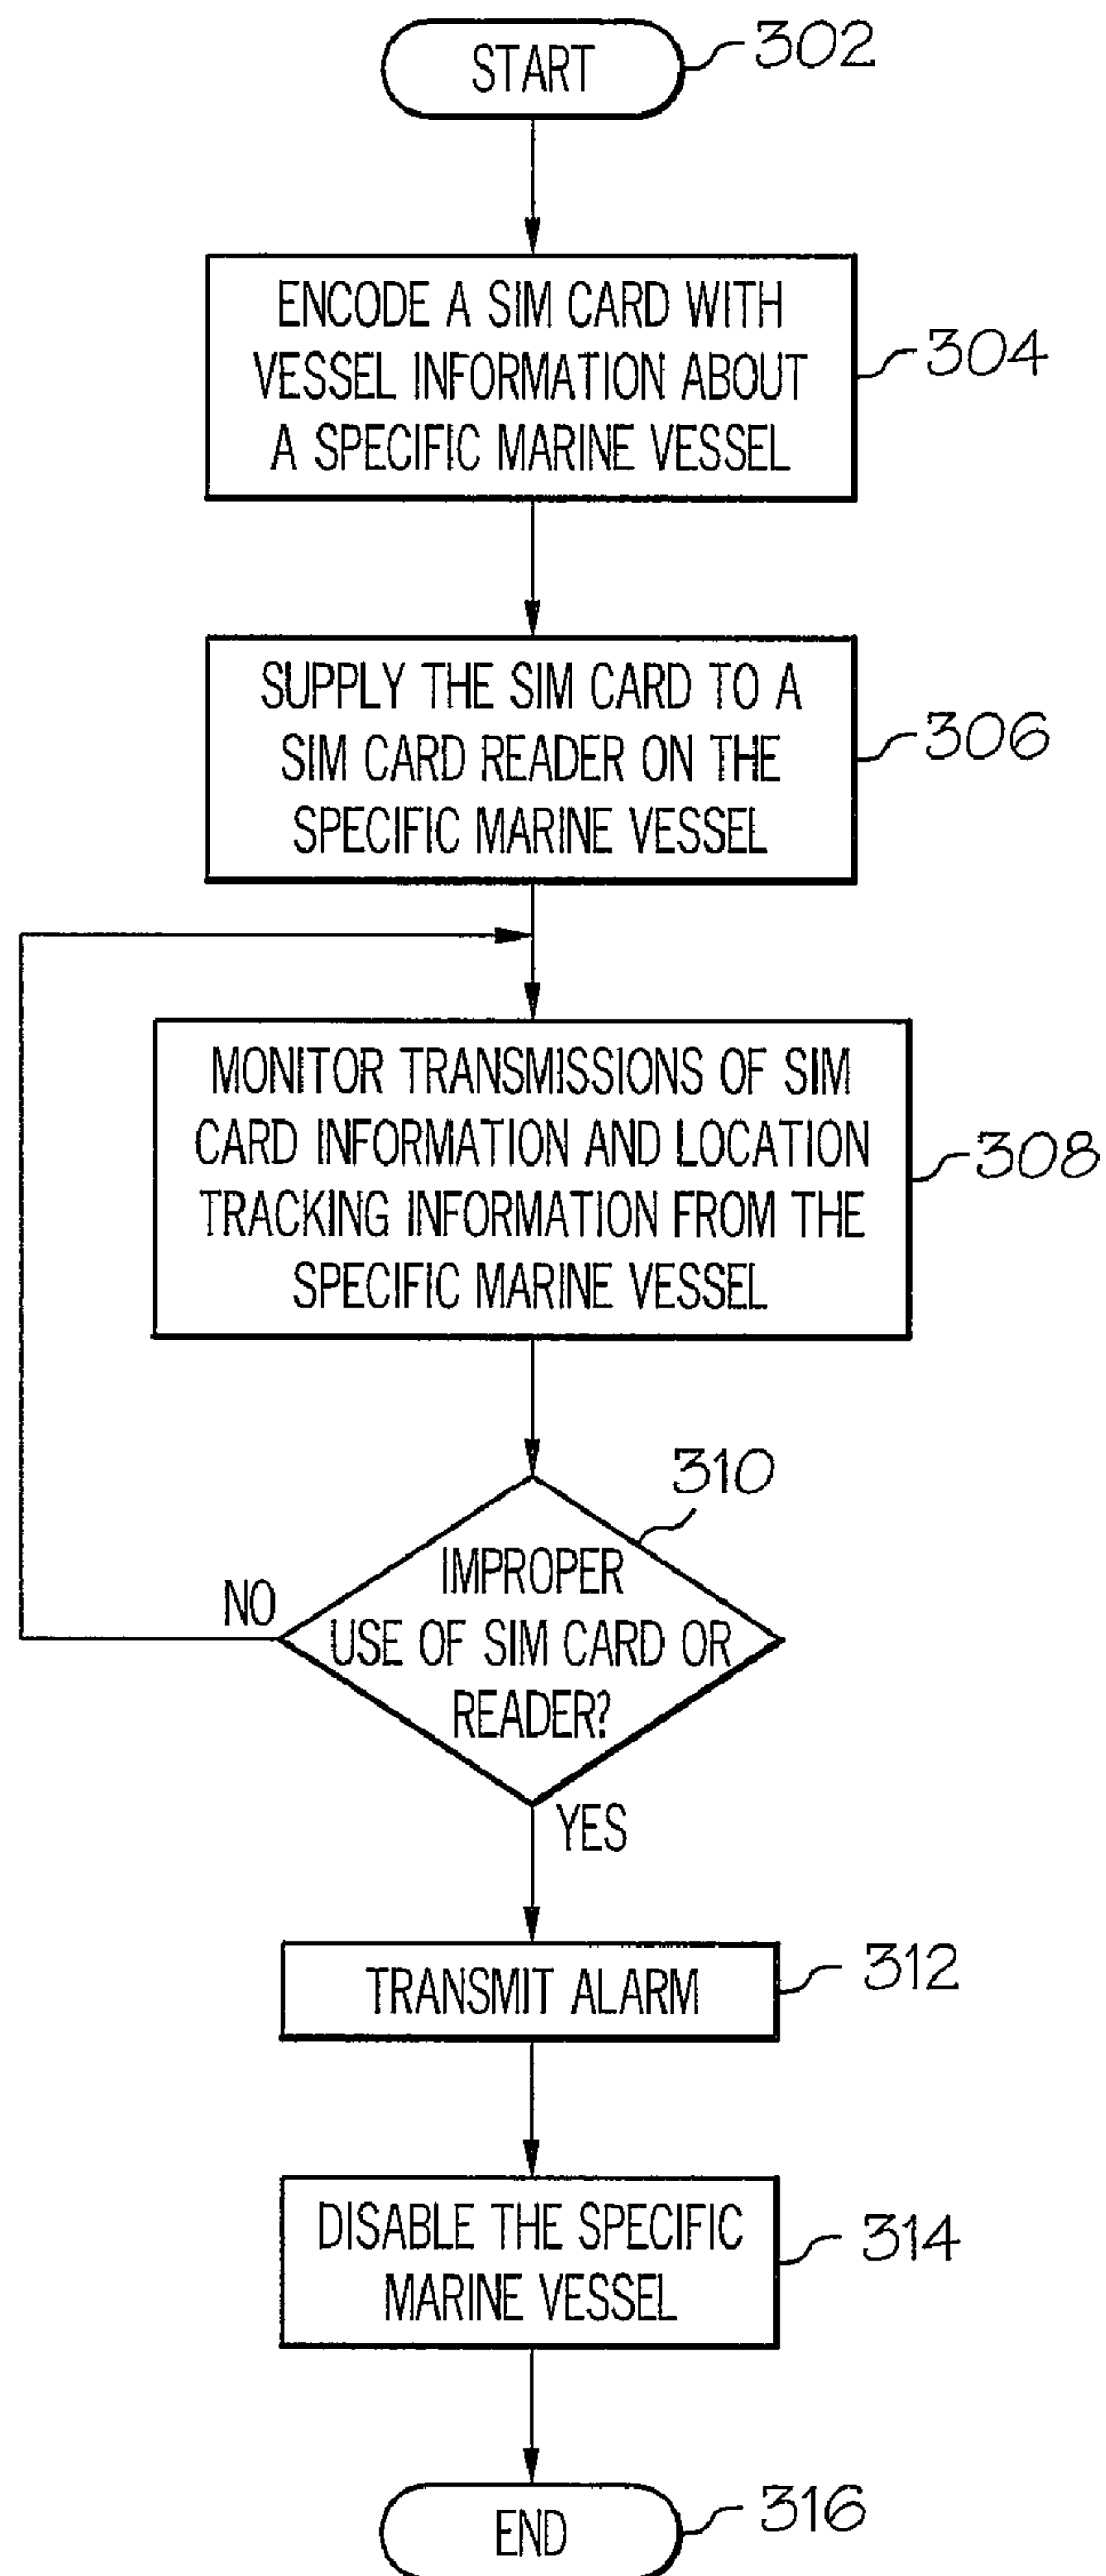 START
302
ENCODE A SIM CARD WITH
VESSEL INFORMATION ABOUT
A SPECIFIC MARINE VESSEL
304
SUPPLY THE SIM CARD TO A
SIM CARD READER ON THE
SPECIFIC MARINE VESSEL
306
MONITOR TRANSMISSIONS OF SIM
CARD INFORMATION AND LOCATION
TRACKING INFORMATION FROM THE
SPECIFIC MARINE VESSEL
308
310
IMPROPER
USE OF SIM CARD OR
READER?
NO
YES
TRANSMIT ALARM
312
DISABLE THE SPECIFIC
MARINE VESSEL
314
END
316